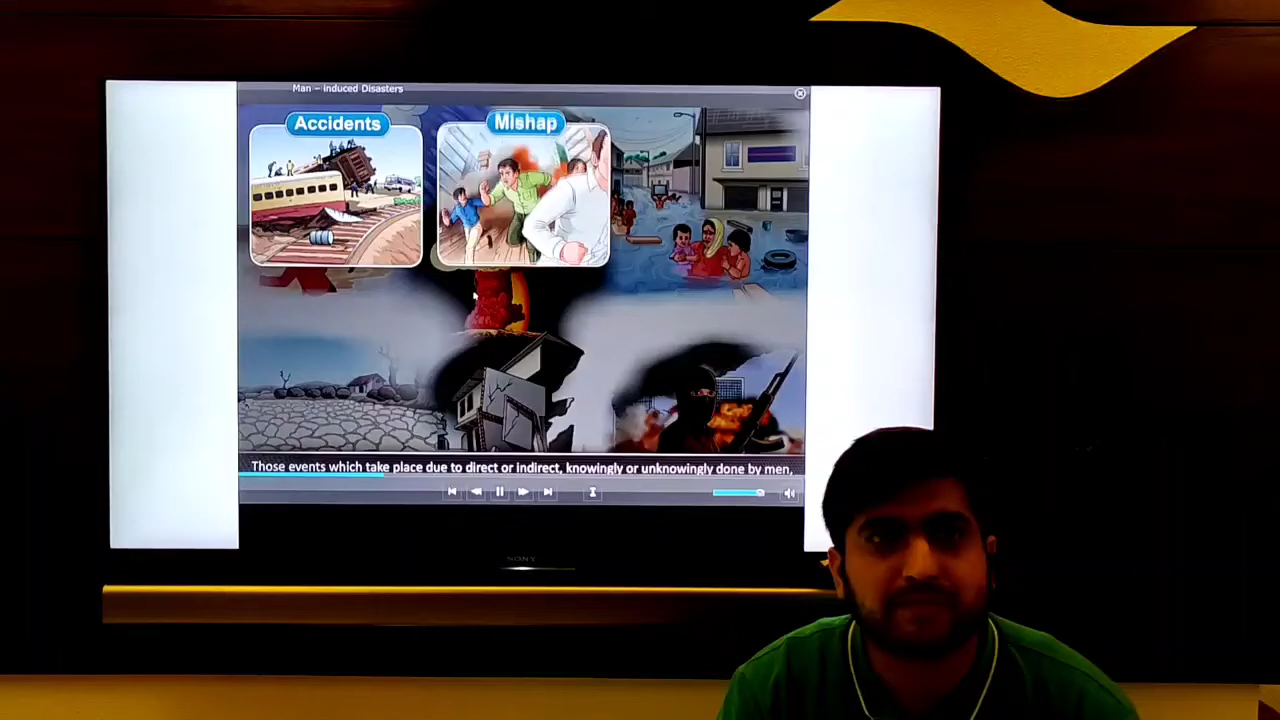 Man – induced Disasters
Accidents
Mishap
Those events which take place due to direct or indirect, knowingly or unknowingly done by men,
SONY